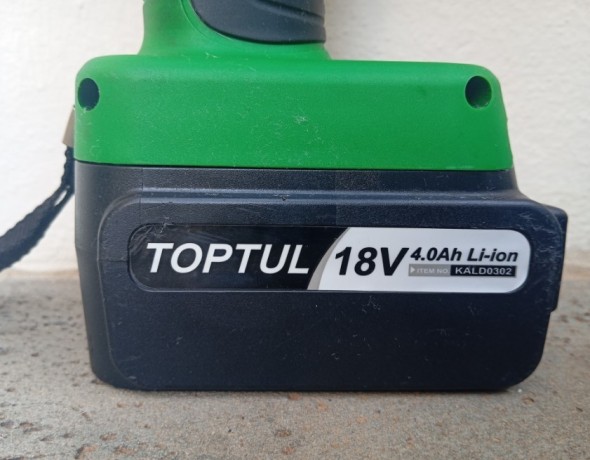 TOPTUL 18V 4.0Ah Li-ion
ITEM NO KALD0302